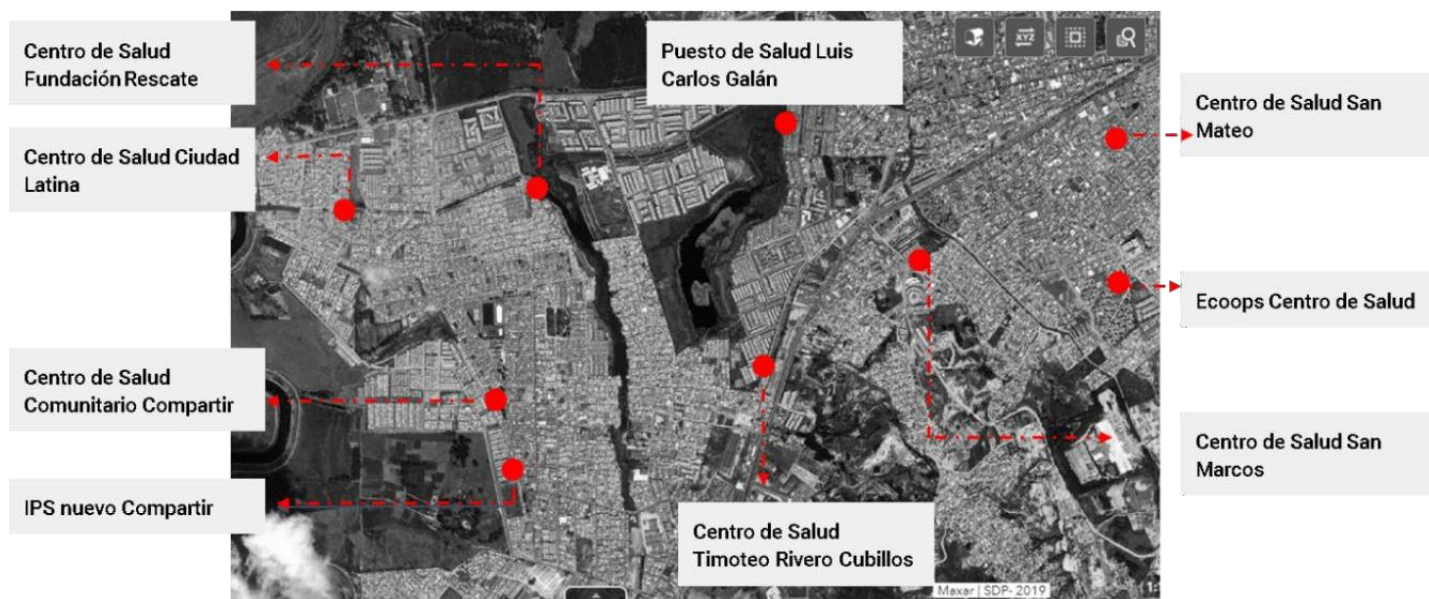 Centro de Salud
Fundación Rescate
Centro de Salud Ciudad
Latina
Centro de Salud
Comunitario Compartir
IPS nuevo Compartir
Puesto de Salud Luis
Carlos Galán
XYZ
Centro de Salud
Timoteo Rivero Cubillos
Maxar | SDP- 2019
Centro de Salud San
Mateo
Ecoops Centro de Salud
Centro de Salud San
Marcos